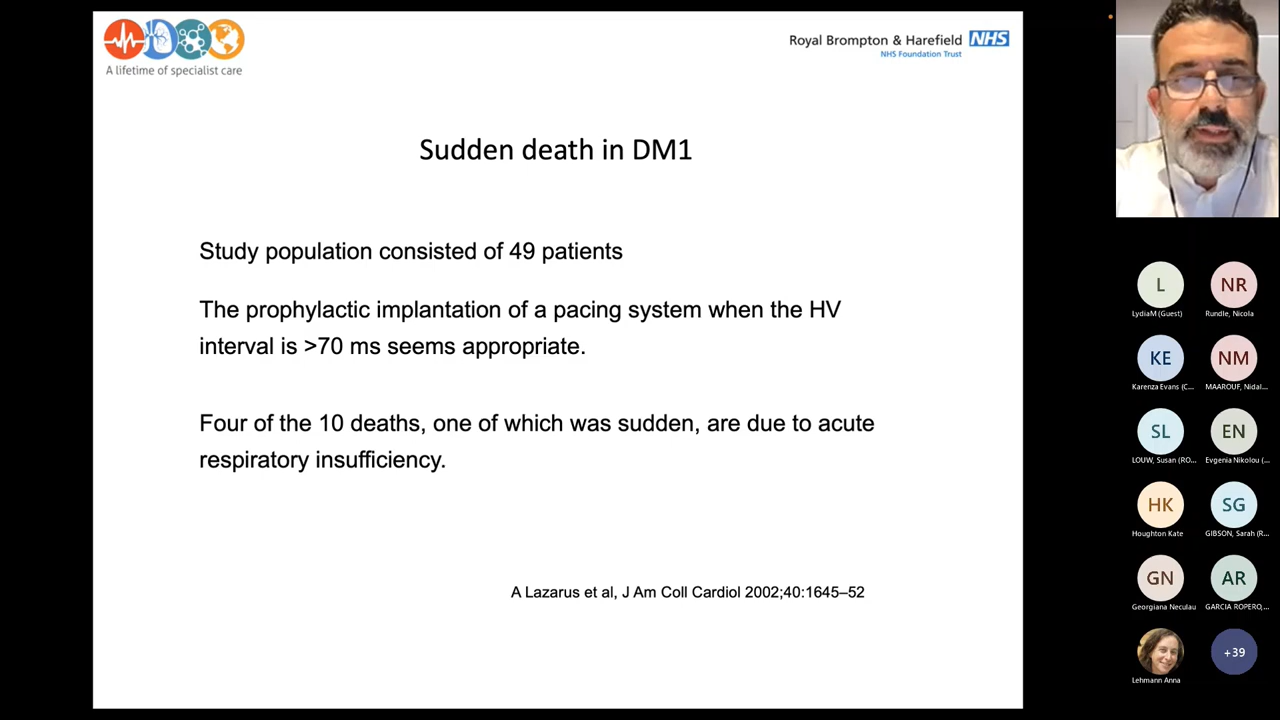 A lifetime of specialist care
Royal Brompton & Harefield NHS
NHS Foundation Trust
Sudden death in DM1
Study population consisted of 49 patients
The prophylactic implantation of a pacing system when the HV
interval is >70 ms seems appropriate.
Four of the 10 deaths, one of which was sudden, are due to acute
respiratory insufficiency.
A Lazarus et al, J Am Coll Cardiol 2002;40:1645–52
L
NR
LydiaM (Guest)
Rundle, Nicola
KE
NM
Karenza Evans (C...
MAAROUF, Nidal...
SL
EN
LOUW, Susan (RO...
Evgenia Nikolou (...
HK
SG
Houghton Kate
GIBSON, Sarah (R...
GN
AR
Georgiana Neculau
GARCIA ROPERO,...
+39
Lehmann Anna